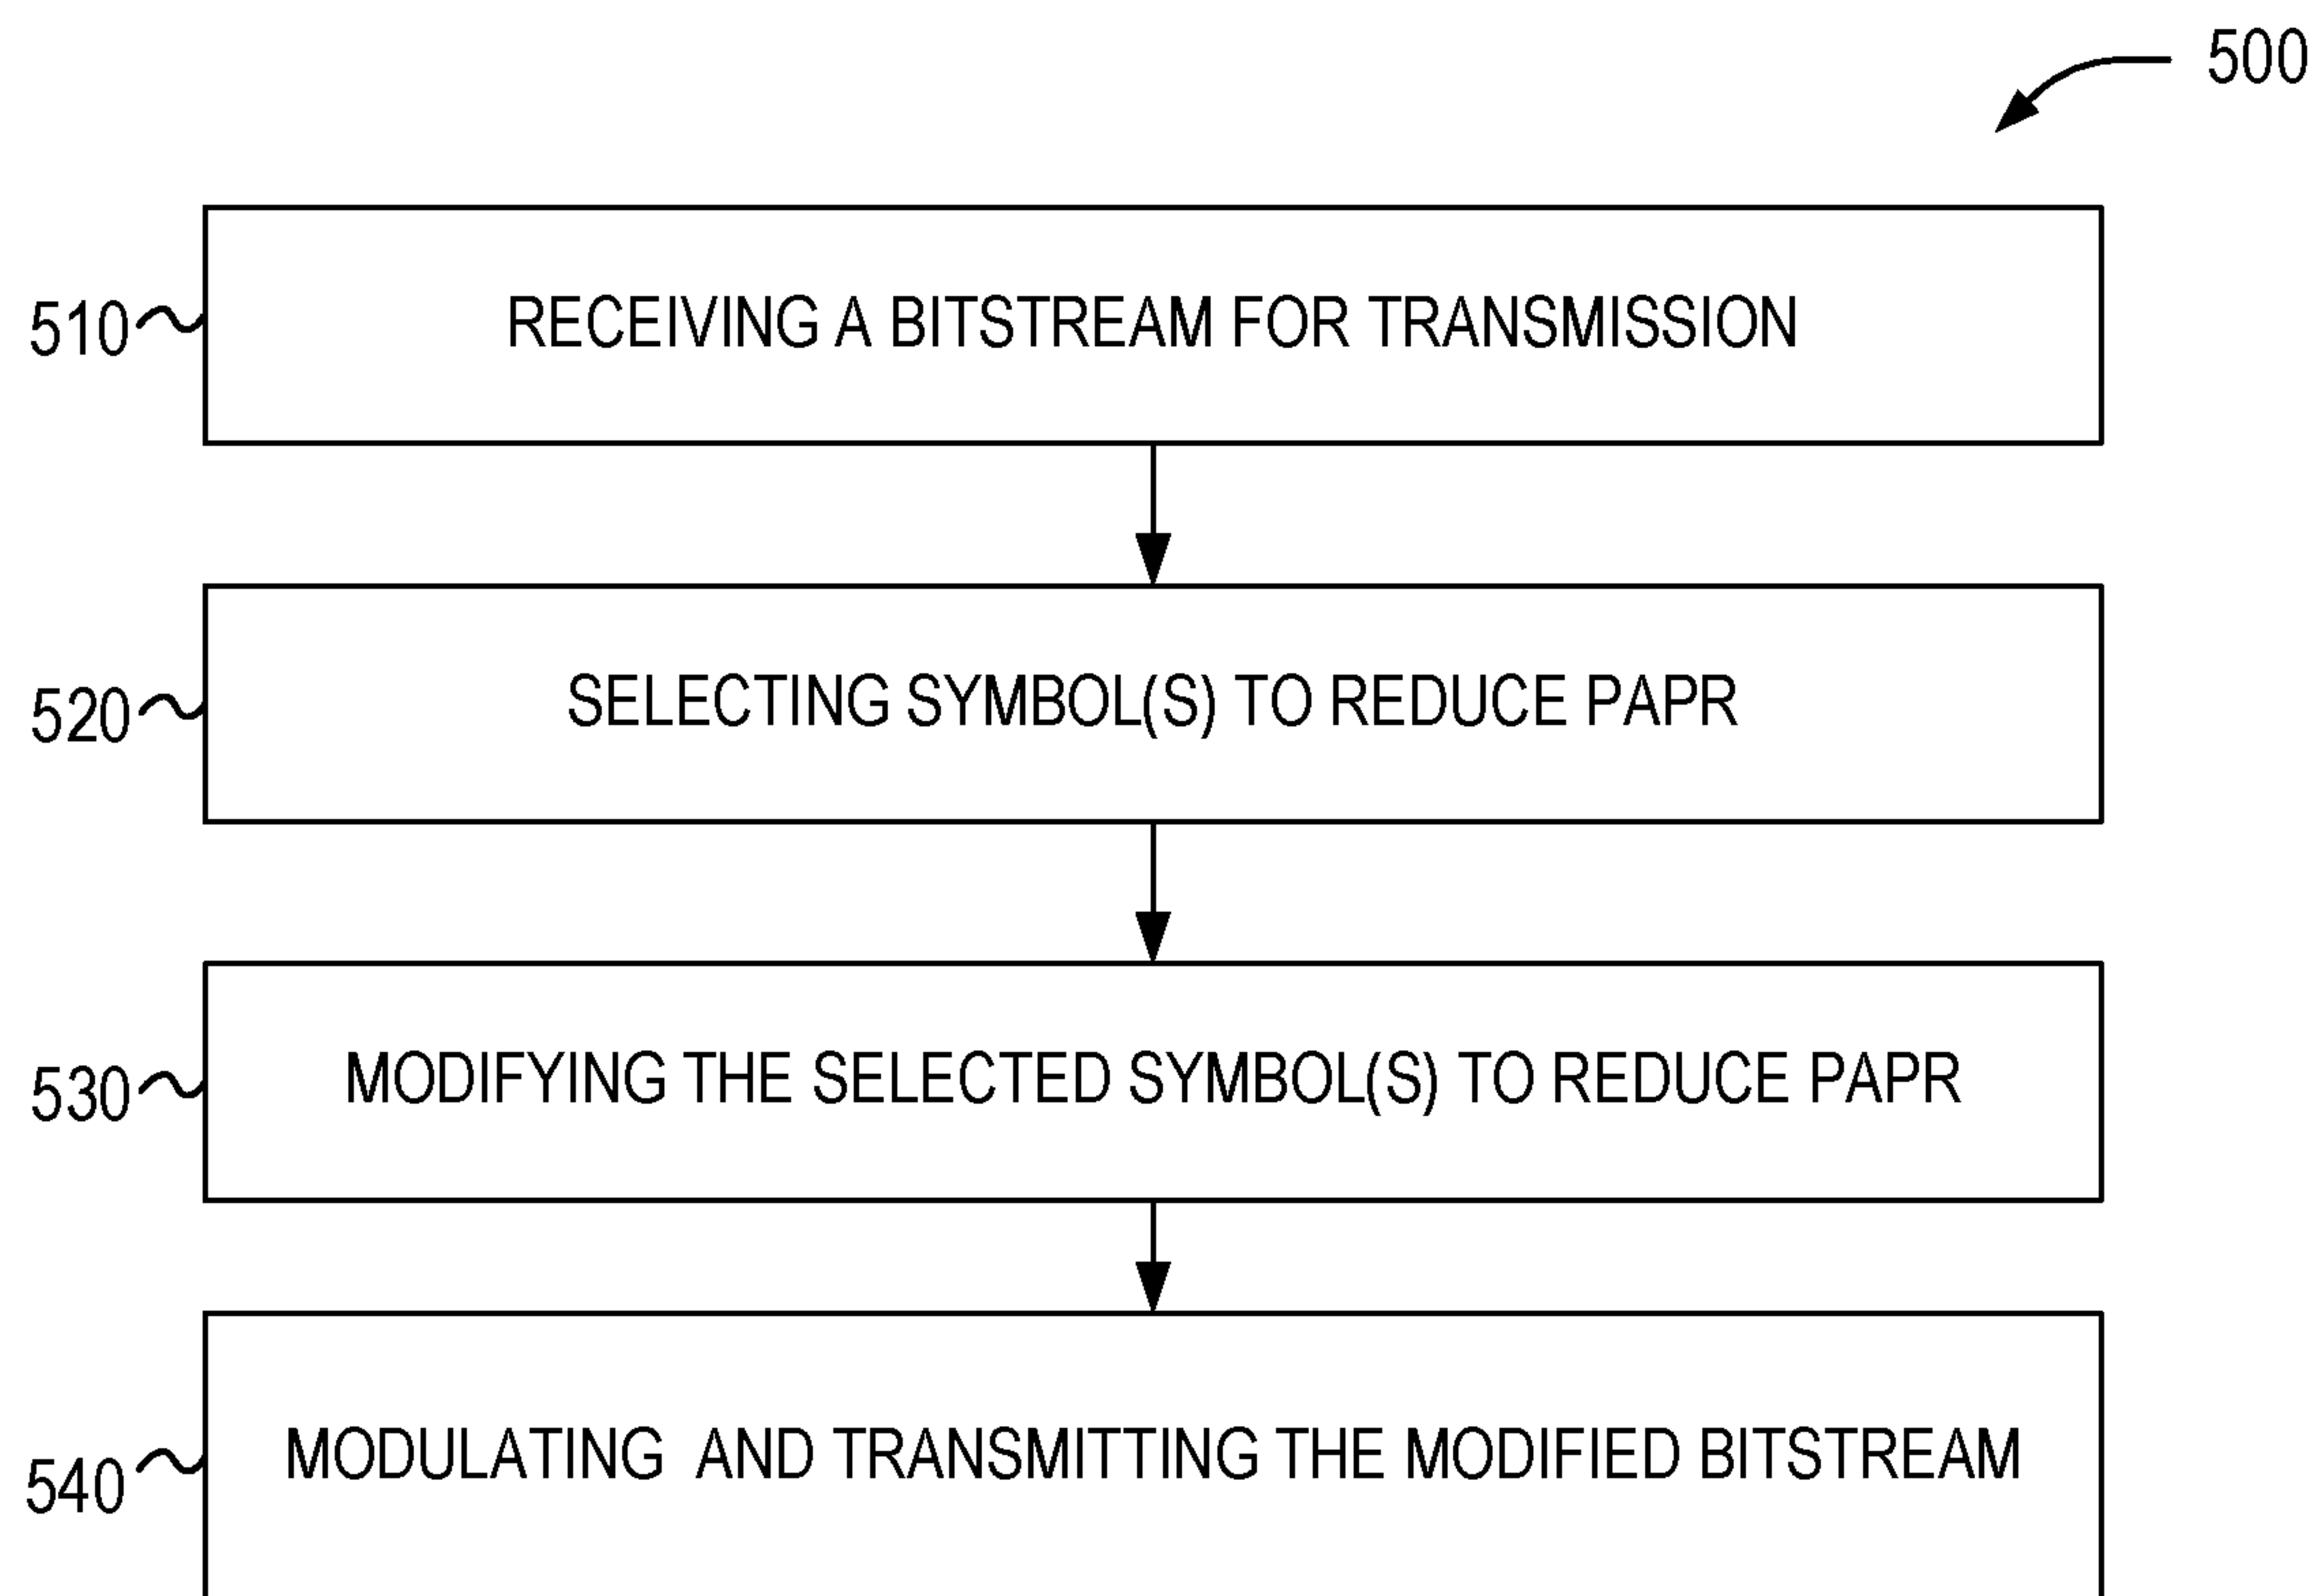 500
510 RECEIVING A BITSTREAM FOR TRANSMISSION
520 SELECTING SYMBOL(S) TO REDUCE PAPR
530 MODIFYING THE SELECTED SYMBOL(S) TO REDUCE PAPR
540 MODULATING AND TRANSMITTING THE MODIFIED BITSTREAM